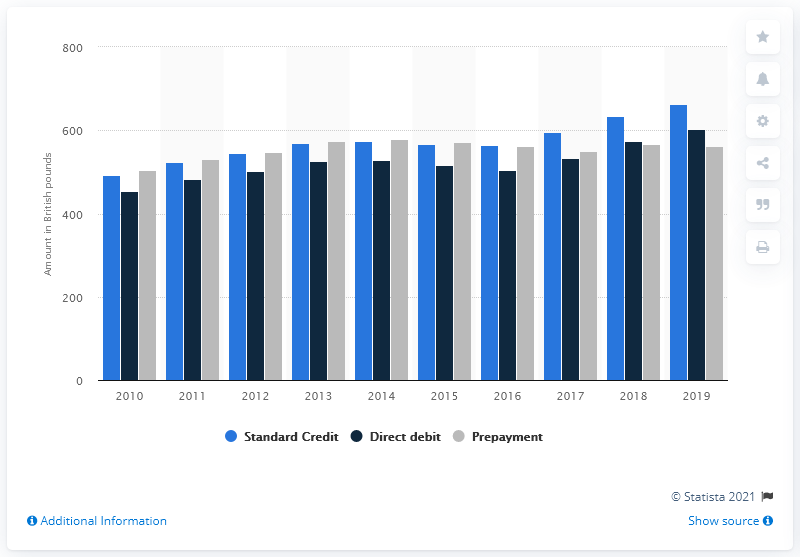 800
600
400
200
0
Amount in British pounds
2010 2011 2012 2013 2014 2015 2016 2017 2018 2019
Standard Credit Direct debit Prepayment
© Statista 2021
Additional Information Show source